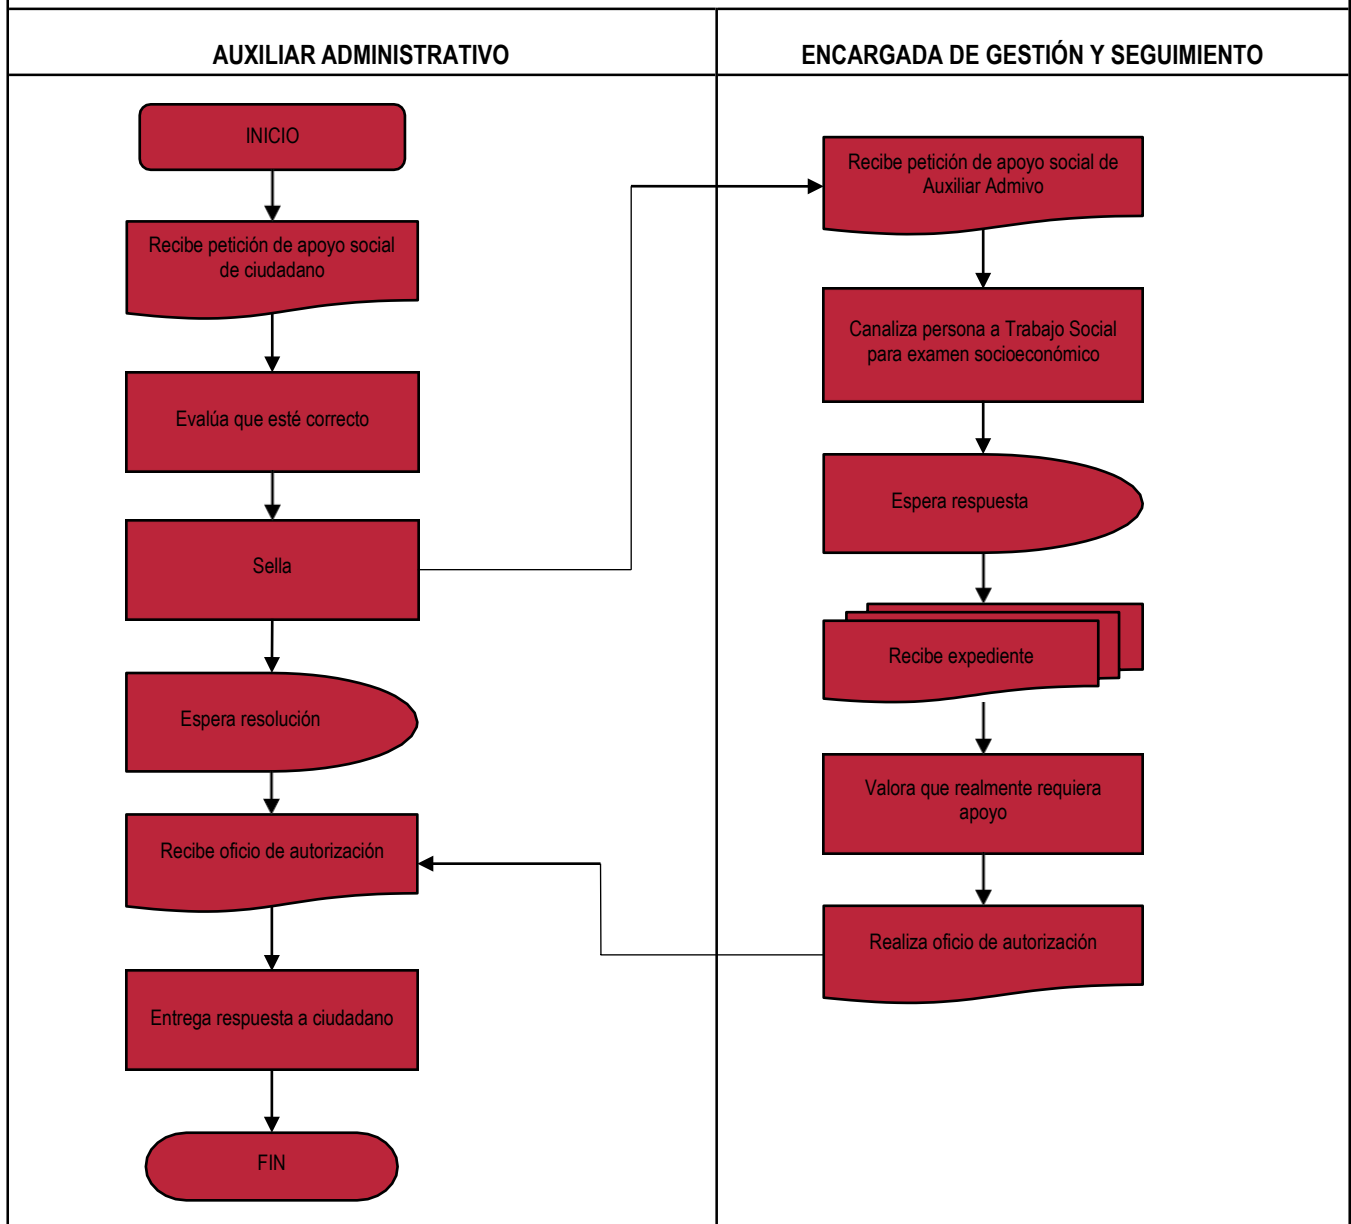 AUXILIAR ADMINISTRATIVO
ENCARGADA DE GESTIÓN Y SEGUIMIENTO
INICIO
Recibe petición de apoyo social
de ciudadano
Evalúa que esté correcto
Sella
Espera resolución
Recibe oficio de autorización
Entrega respuesta a ciudadano
FIN
Recibe petición de apoyo social de
Auxiliar Admivo
Canaliza persona a Trabajo Social
para examen socioeconómico
Espera respuesta
Recibe expediente
Valora que realmente requiera
apoyo
Realiza oficio de autorización